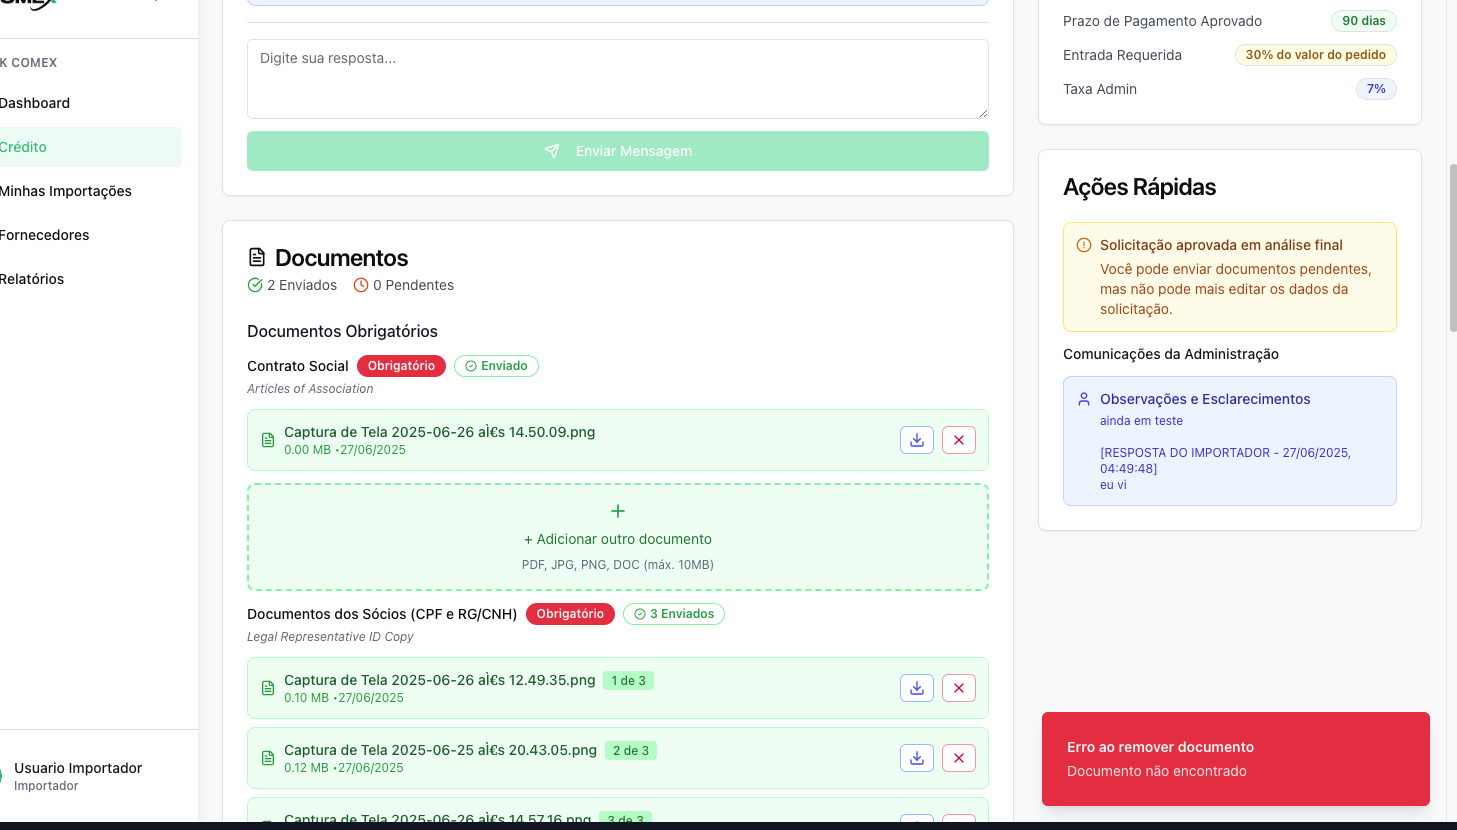 K COMEX
Dashboard
Crédito
Minhas Importações
Fornecedores
Relatórios
Usuario Importador
Importador
Digite sua resposta...
Enviar Mensagem
Documentos
2 Enviados 0 Pendentes
Documentos Obrigatórios
Contrato Social Obrigatório Enviado
Articles of Association
Captura de Tela 2025-06-26 aÌ€s 14.50.09.png
0.00 MB •27/06/2025
+ Adicionar outro documento
PDF, JPG, PNG, DOC (máx. 10MB)
Documentos dos Sócios (CPF e RG/CNH) Obrigatório 3 Enviados
Legal Representative ID Copy
Captura de Tela 2025-06-26 aÌ€s 12.49.35.png 1 de 3
0.10 MB •27/06/2025
Captura de Tela 2025-06-25 aÌ€s 20.43.05.png 2 de 3
0.12 MB •27/06/2025
Captura de Tela 2025-06-26 aÌ€s 14.57.16.png 3 de 3
Prazo de Pagamento Aprovado 90 dias
Entrada Requerida 30% do valor do pedido
Taxa Admin 7%
Ações Rápidas
Solicitação aprovada em análise final
Você pode enviar documentos pendentes,
mas não pode mais editar os dados da
solicitação.
Comunicações da Administração
Observações e Esclarecimentos
ainda em teste
[RESPOSTA DO IMPORTADOR - 27/06/2025,
04:49:48]
eu vi
Erro ao remover documento
Documento não encontrado